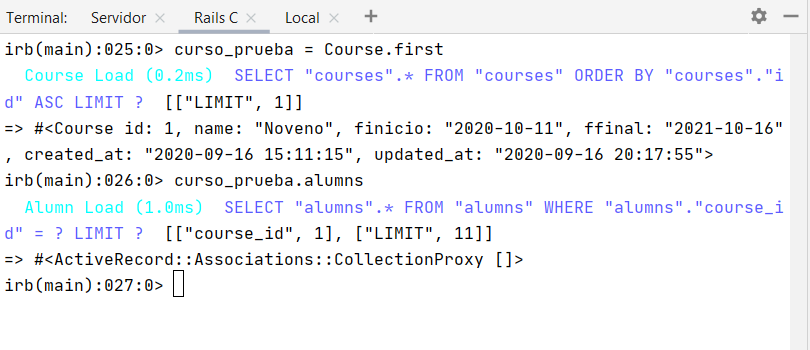 Terminal: Servidor × Rails C × Local × +
irb(main):025:0> curso_prueba = Course.first
  Course Load (0.2ms)  SELECT "courses".* FROM "courses" ORDER BY "courses"."i
d" ASC LIMIT ?  [["LIMIT", 1]]
=> #<Course id: 1, name: "Noveno", finicio: "2020-10-11", ffinal: "2021-10-16"
, created_at: "2020-09-16 15:11:15", updated_at: "2020-09-16 20:17:55">
irb(main):026:0> curso_prueba.alumns
  Alumn Load (1.0ms)  SELECT "alumns".* FROM "alumns" WHERE "alumns"."course_i
d" = ? LIMIT ?  [["course_id", 1], ["LIMIT", 11]]
=> #<ActiveRecord::Associations::CollectionProxy []>
irb(main):027:0>